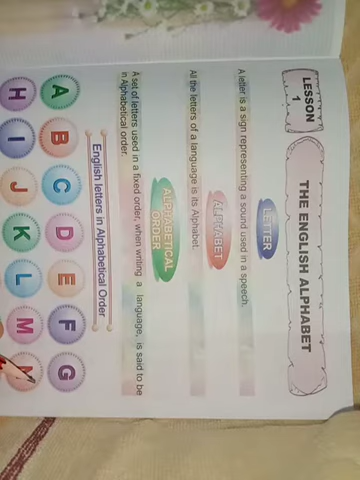 LESSON
1
THE ENGLISH ALPHABET
LETTER
A letter is a sign representing a sound used in a speech.
ALPHABET
All the letters of a language is its Alphabet.
ALPHABETICAL
ORDER
A set of letters used in a fixed order, when writing a language, is said to be
in Alphabetical order.
English letters in Alphabetical Order
A B C D E F G
H I J K L M